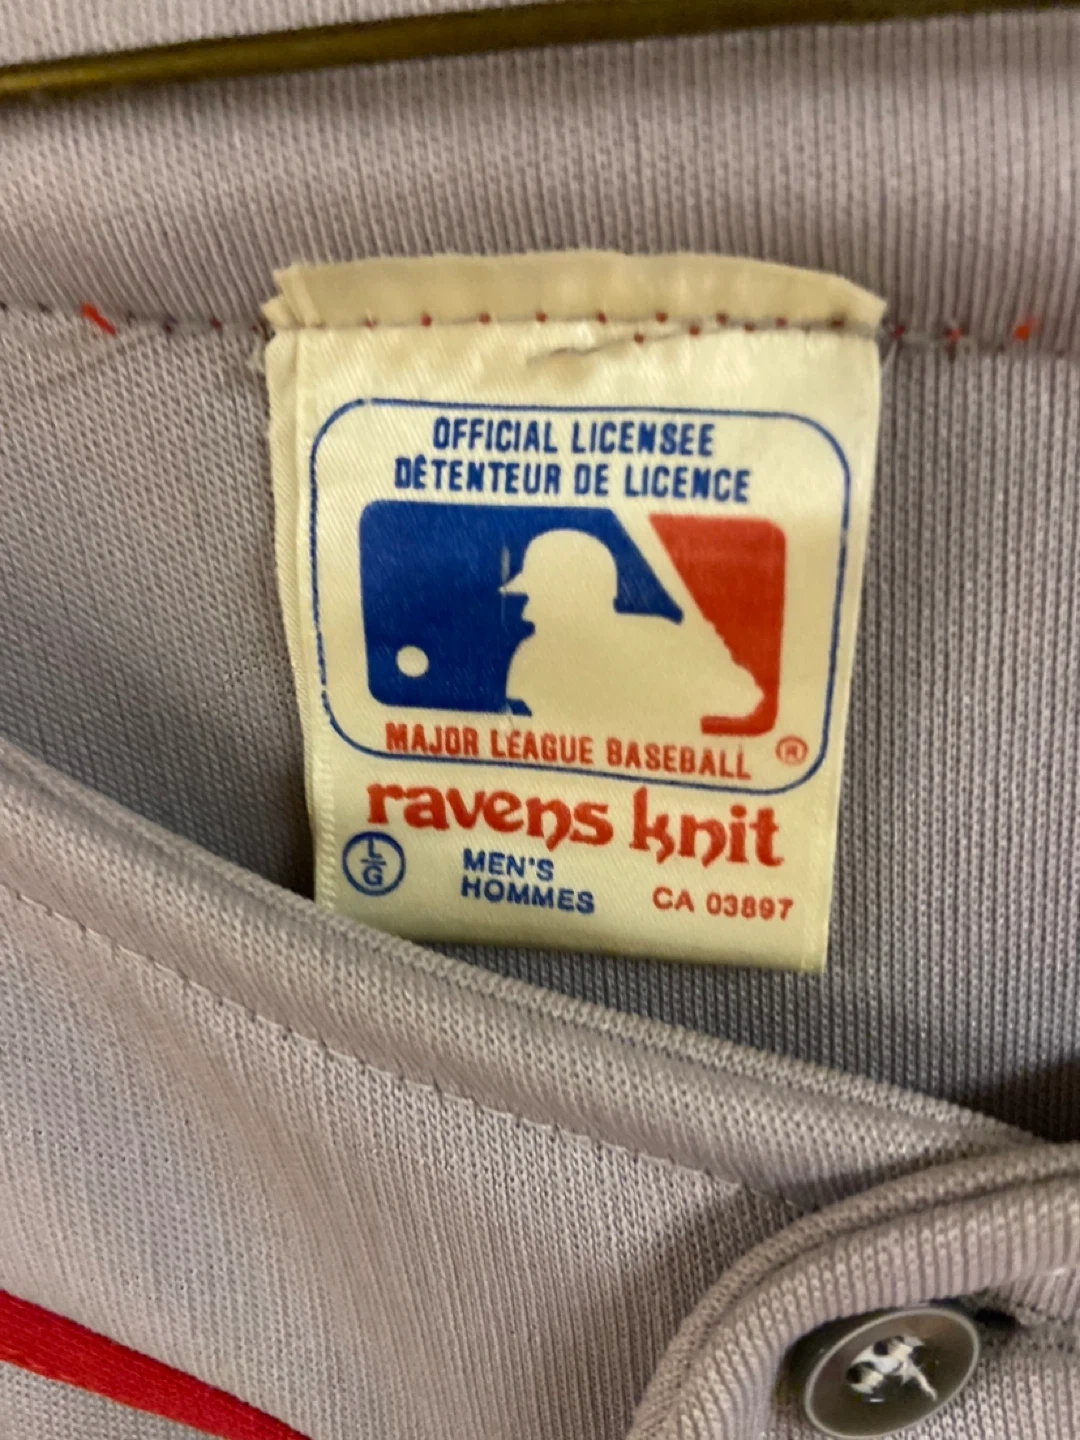 OFFICIAL LICENSEE
DÉTENTEUR DE LICENCE
MAJOR LEAGUE BASEBALL ®
ravens knit
L
G
MEN'S
HOMMES
CA 03897